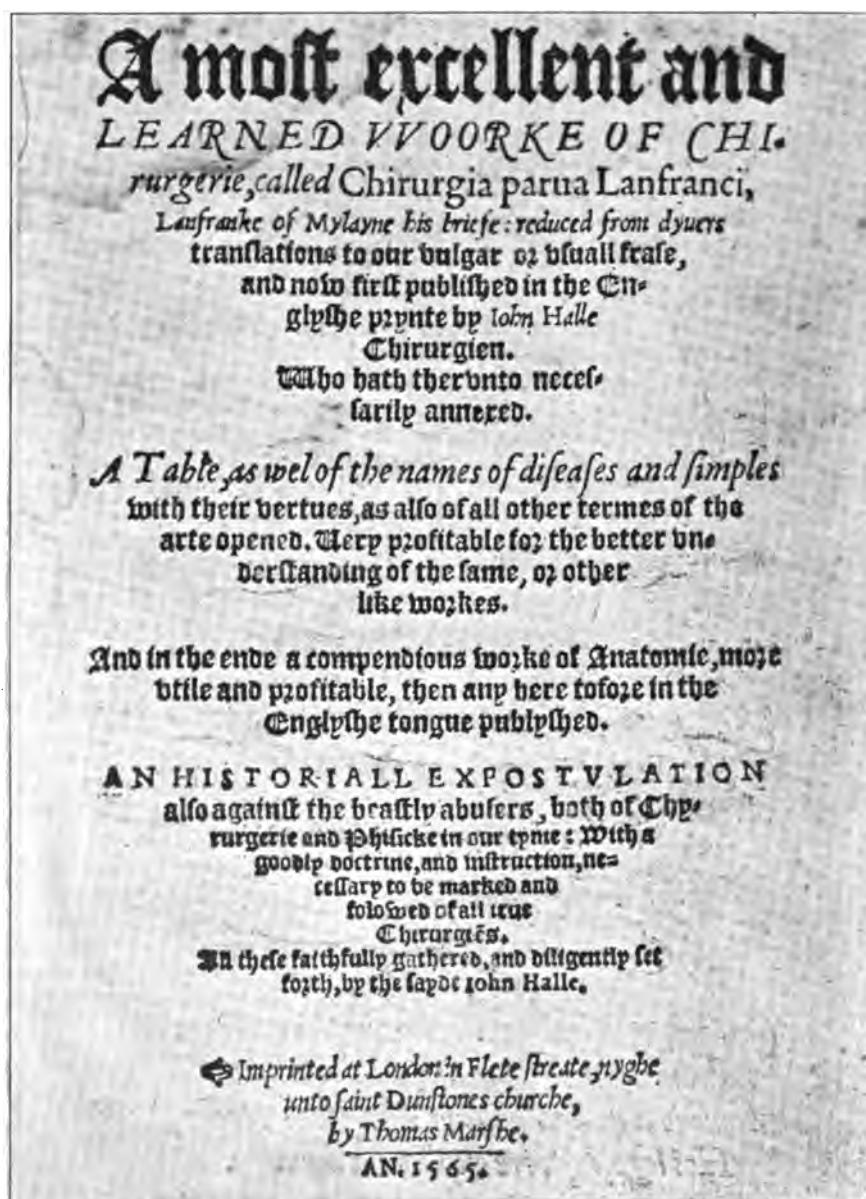 A moſt excellent and
LEARNED VVOORKE OF CHI-
rurgerie, called Chirurgia parua Lanfranci,
Lanfranke of Mylayne his briefe: reduced from dyuers
tranſlations to our vulgar or vſuall fraſe,
and now firſt publiſhed in the En-
glyſhe prynte by Iohn Halle
Chirurgien.
Who hath thervnto neceſ-
ſarily annexed.
A Table, as wel of the names of diſeaſes and ſimples
with their vertues, as alſo of all other termes of the
arte opened. Very profitable for the better vn-
derſtanding of the ſame, or other
like workes.
And in the ende a compendious worke of Anatomie, more
vtile and profitable, then any here tofore in the
Englyſhe tongue publyſhed.
AN HISTORIALL EXPOSTVLATION
alſo againſt the beaſtly abuſers, both of Chy-
rurgerie and Phiſicke in our tyme: With a
goodly doctrine, and inſtruction, ne-
ceſſary to be marked and
folowed of all true
Chirurgiēs.
All theſe faithfully gathered, and diligently ſet
forth, by the ſayde Iohn Halle.
☞ Imprinted at London in Flete ſtreate, nyghe
unto ſaint Dunſtones churche,
by Thomas Marſhe.
AN. 1565.